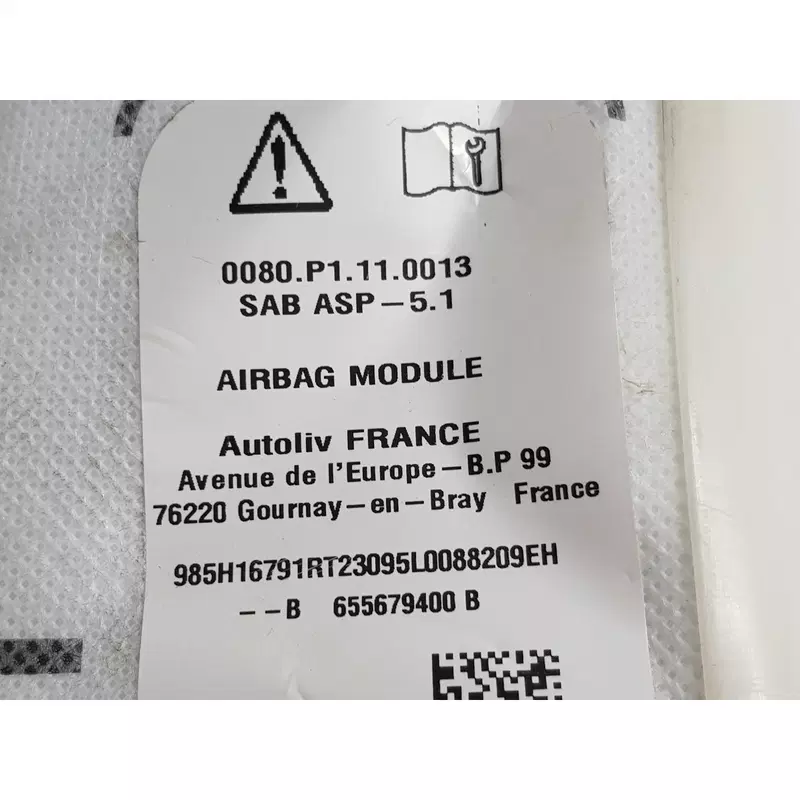 0080.P1.11.0013
SAB ASP-5.1
AIRBAG MODULE
Autoliv FRANCE
Avenue de l'Europe-B.P 99
76220 Gournay-en-Bray France
985H16791RT23095L0088209EH
--B 655679400 B